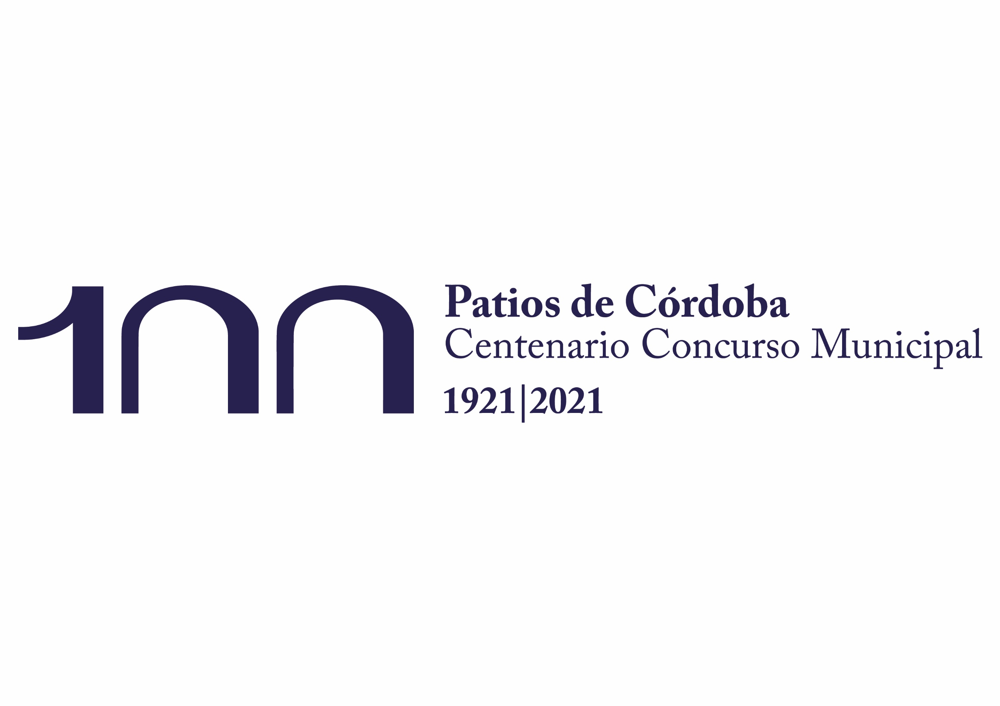 100
Patios de Córdoba
Centenario Concurso Municipal
1921|2021